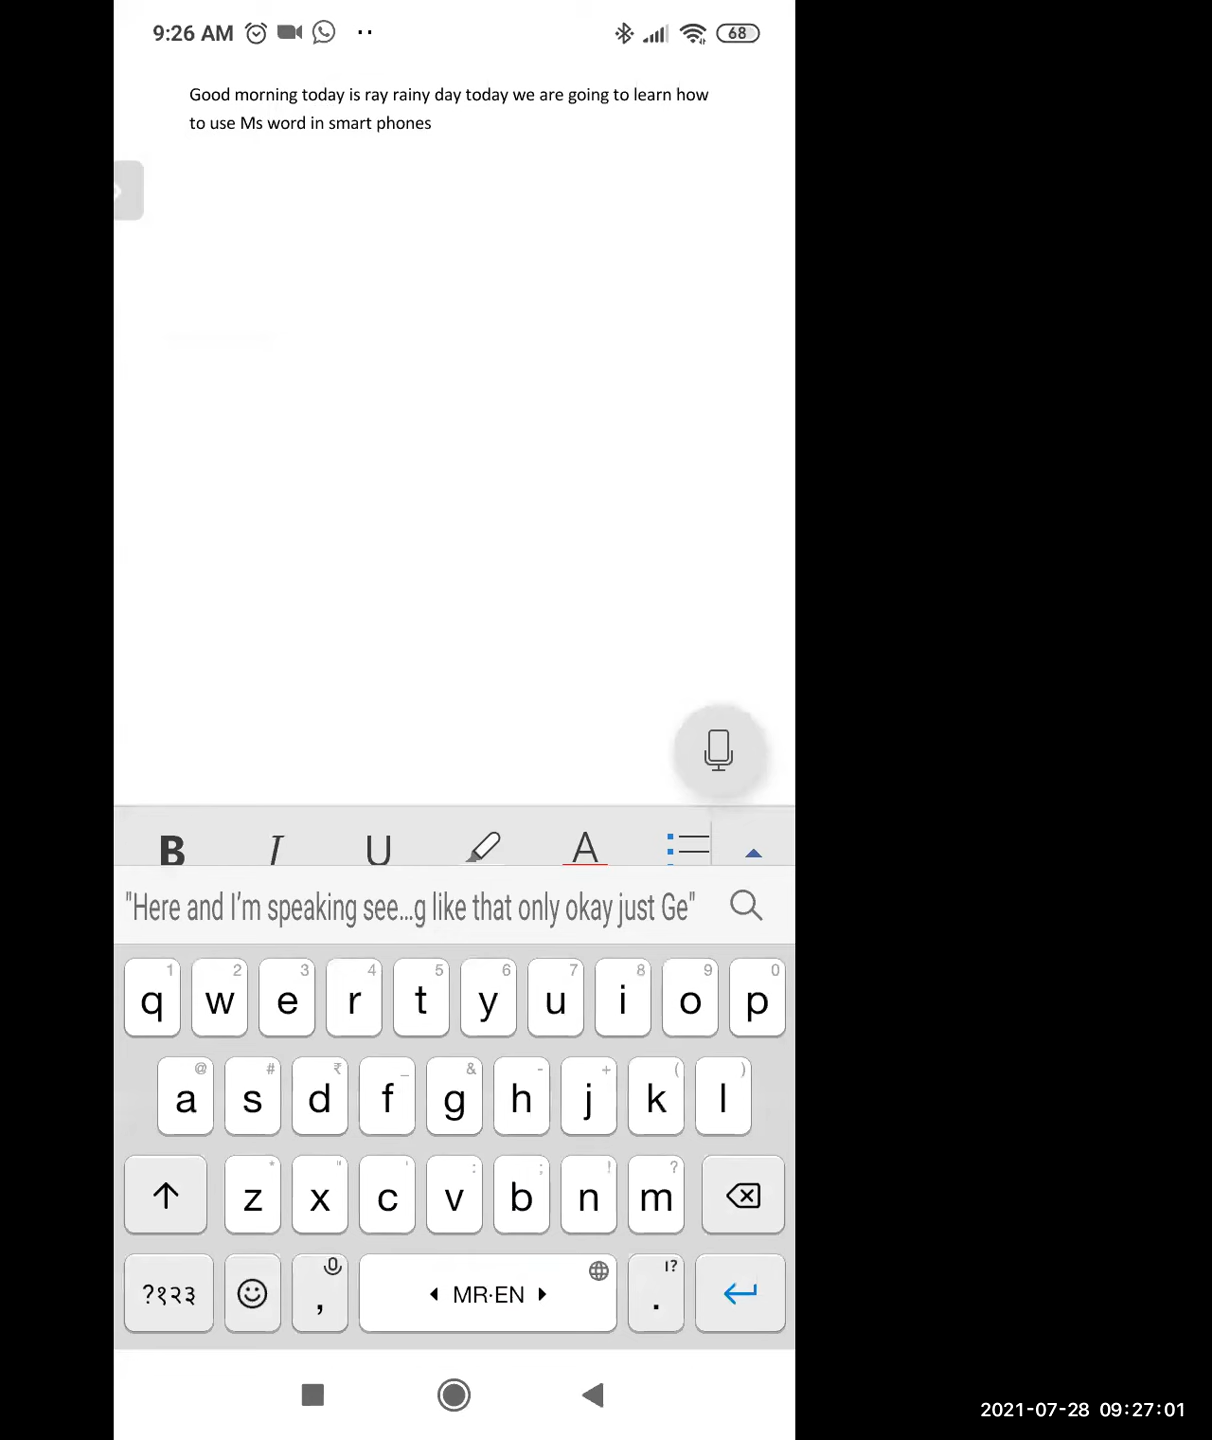 9:26 AM 68
Good morning today is ray rainy day today we are going to learn how
to use Ms word in smart phones
B I U A
"Here and I'm speaking see...g like that only okay just Ge"
1 2 3 4 5 6 7 8 9 0
q w e r t y u i o p
@ # ₹ _ & - + ( )
a s d f g h j k l
* " ' : ; ! ?
z x c v b n m
?१२३ , MR·EN . !?
2021-07-28 09:27:01